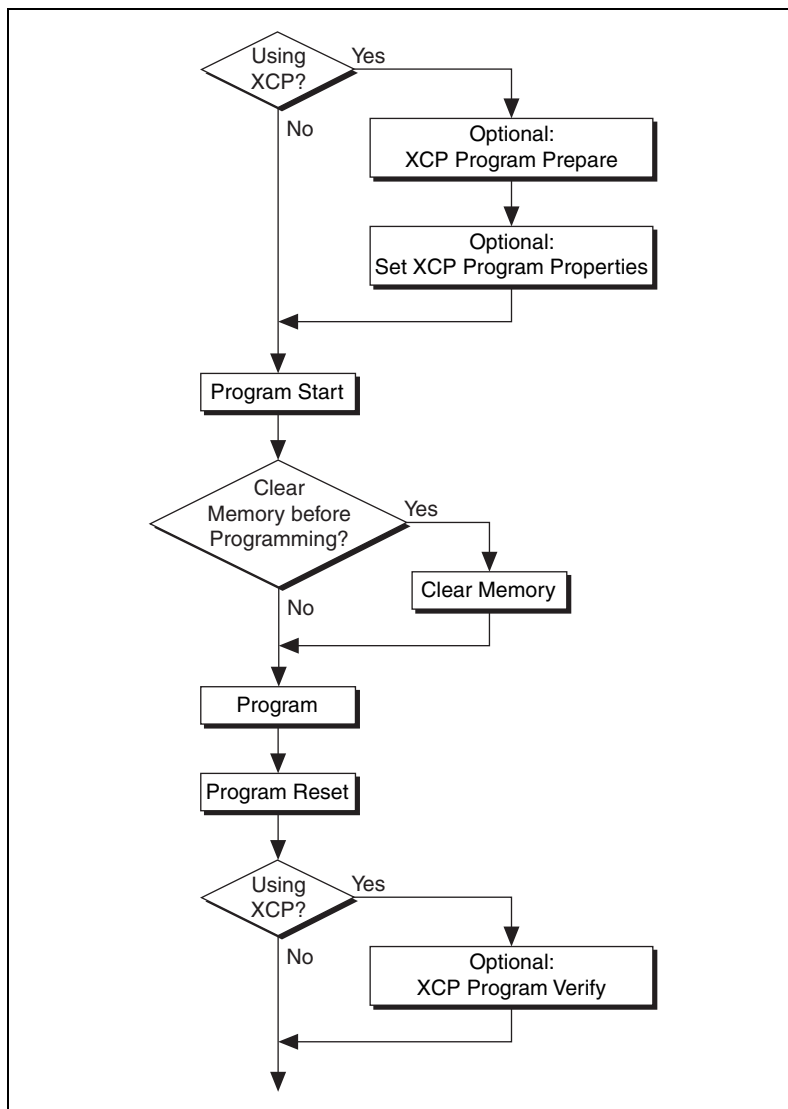 Using
XCP?
Yes
No
Optional:
XCP Program Prepare
Optional:
Set XCP Program Properties
Program Start
Clear
Memory before
Programming?
Yes
No
Clear Memory
Program
Program Reset
Using
XCP?
Yes
No
Optional:
XCP Program Verify